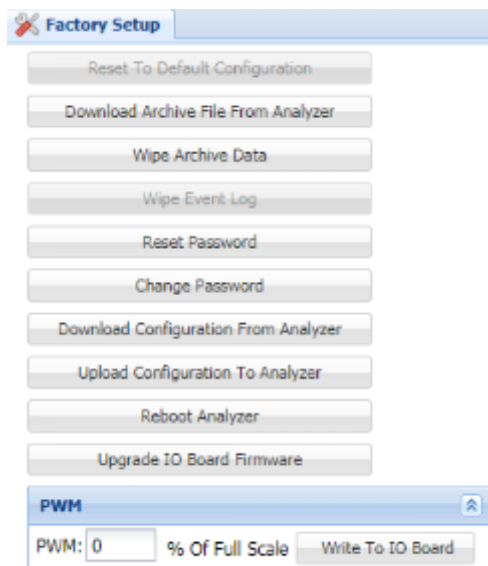 Factory Setup
Reset To Default Configuration
Download Archive File From Analyzer
Wipe Archive Data
Wipe Event Log
Reset Password
Change Password
Download Configuration From Analyzer
Upload Configuration To Analyzer
Reboot Analyzer
Upgrade IO Board Firmware
PWM
PWM: 0 % Of Full Scale Write To IO Board